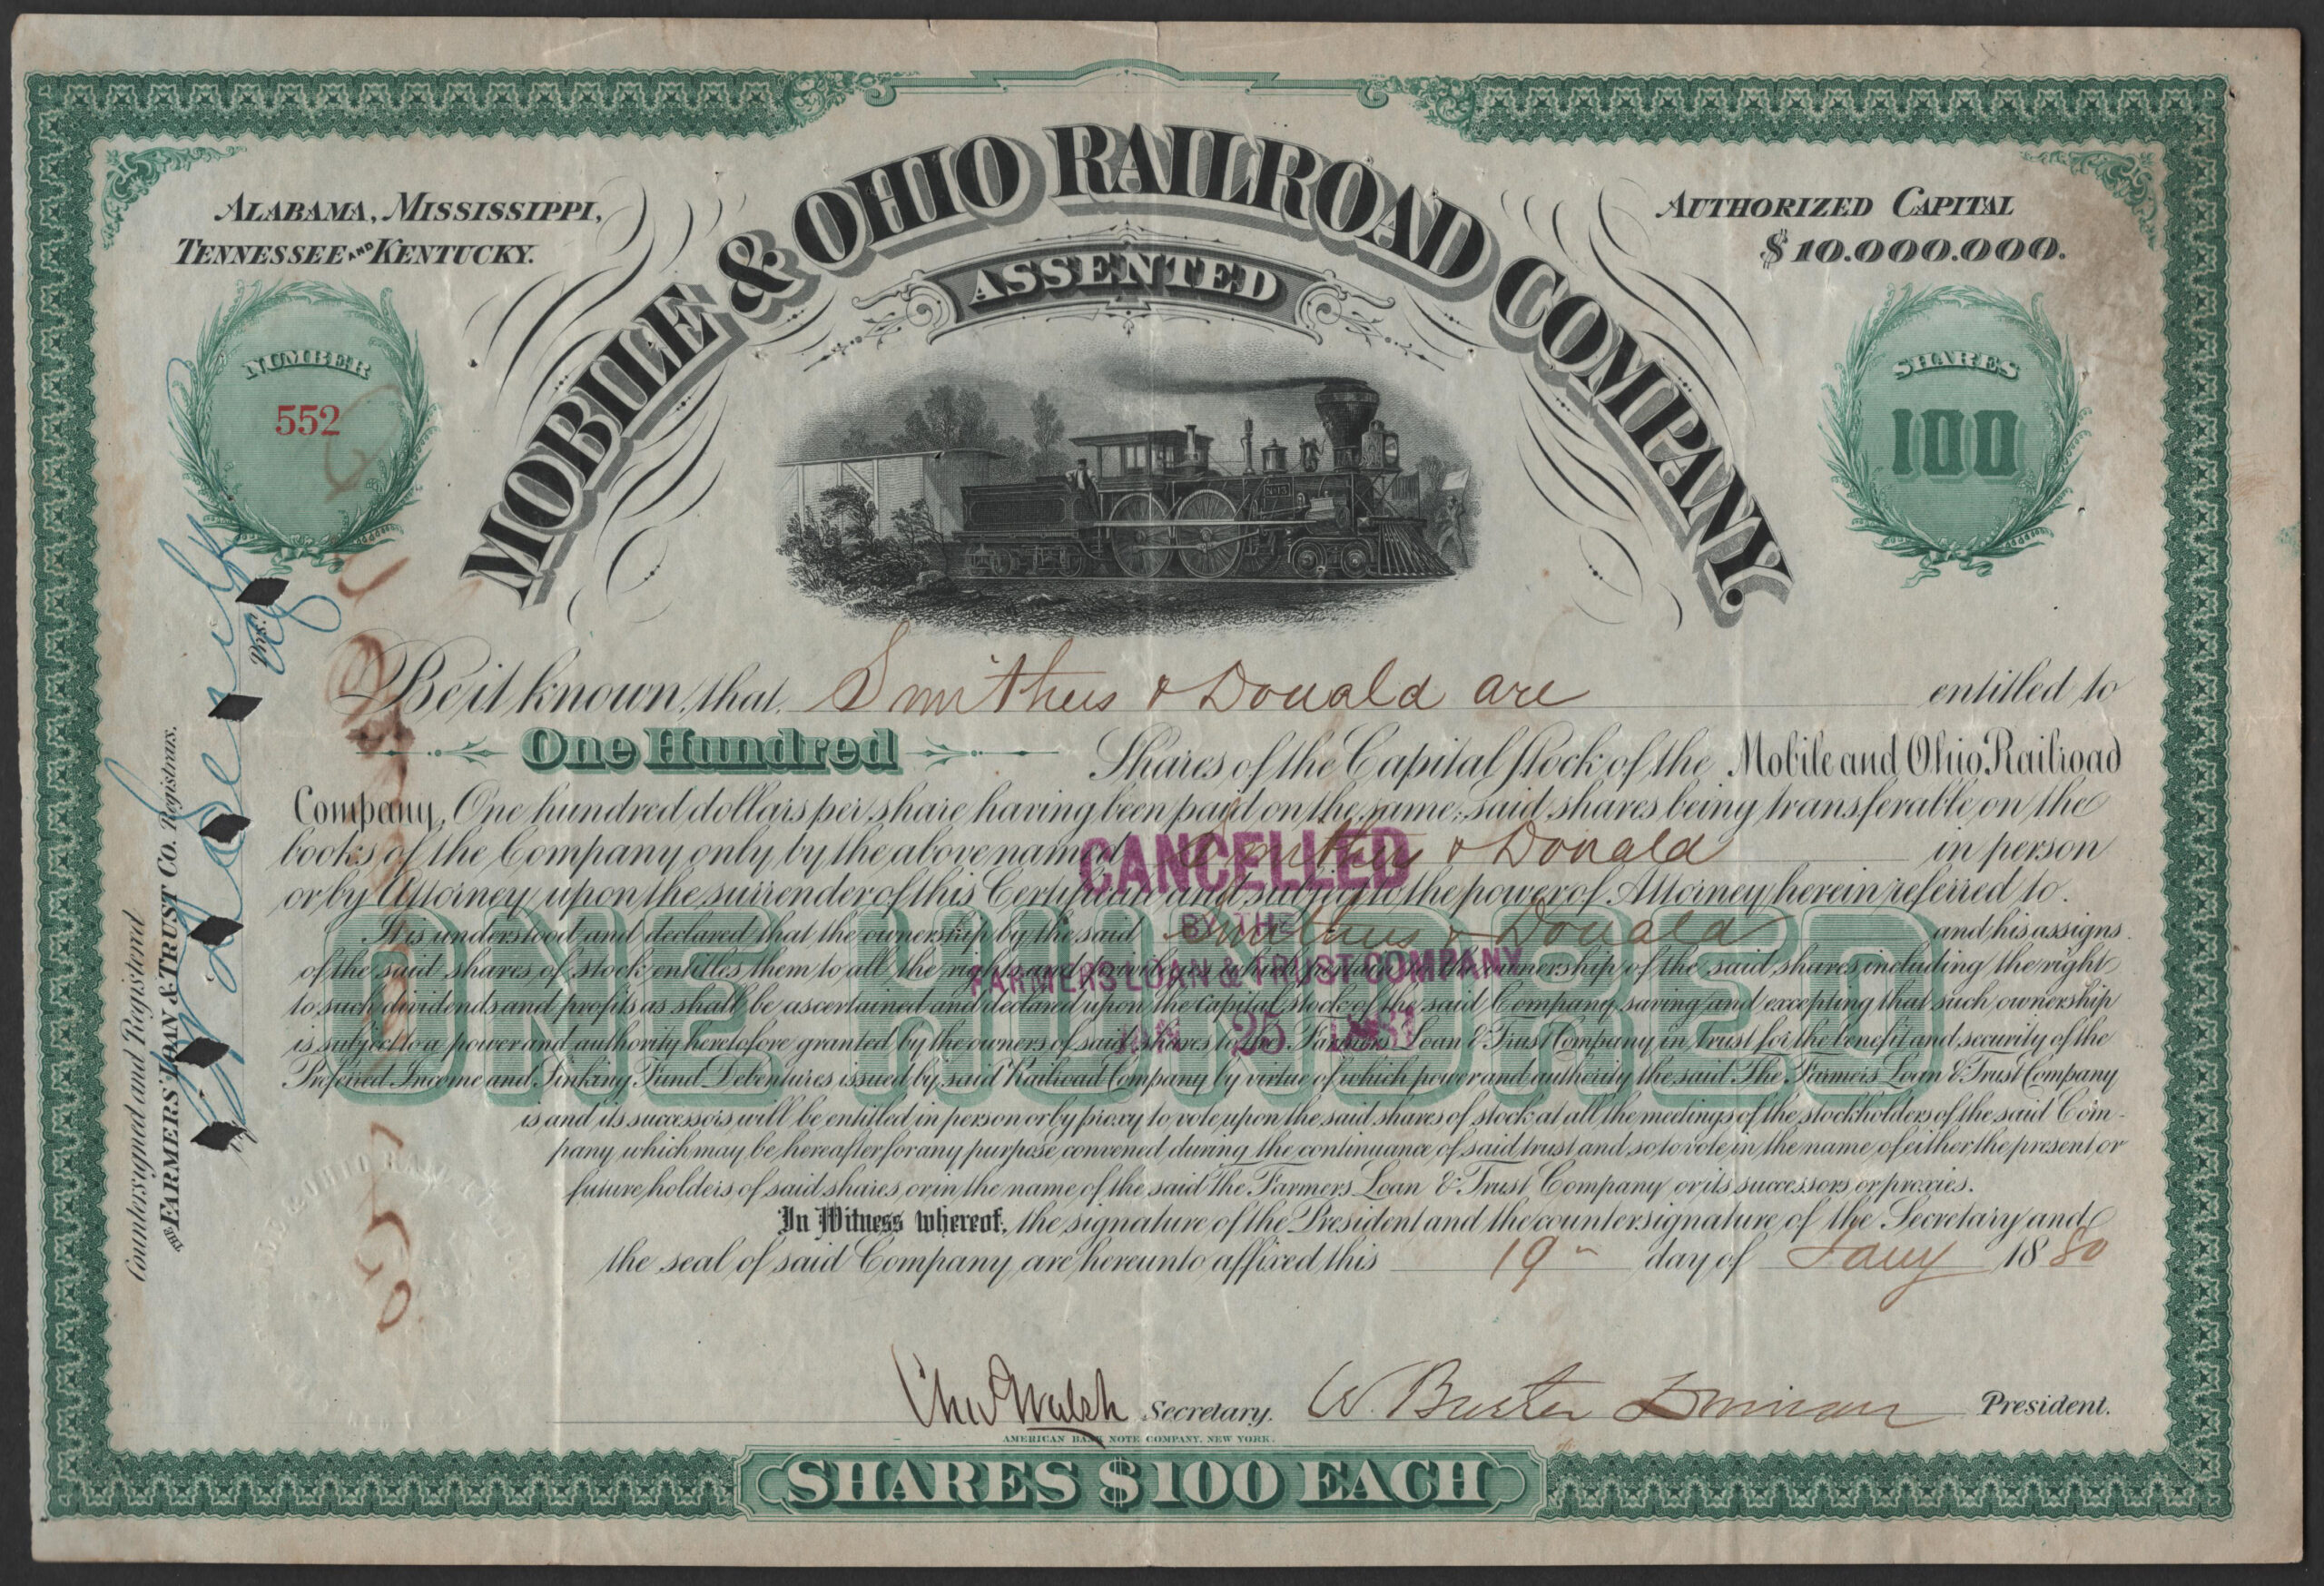 ALABAMA, MISSISSIPPI,
TENNESSEE AND KENTUCKY.
MOBILE & OHIO RAILROAD COMPANY.
ASSENTED
AUTHORIZED CAPITAL
$10.000.000.
NUMBER
552
SHARES
100
No 13
Be it known, that Smithers & Donald are entitled to
One Hundred Shares of the Capital Stock of the Mobile and Ohio Railroad
Company, One hundred dollars per share having been paid on the same; said shares being transferable on the
books of the Company only by the above named Smithers & Donald in person
or by Attorney upon the surrender of this Certificate and subject to the power of Attorney herein referred to.
It is understood and declared that the ownership by the said Smithers & Donald and his assigns
of the said shares of stock entitles them to all the rights and privileges which pertain to the ownership of the said shares including the right
to such dividends and profits as shall be ascertained and declared upon the Capital Stock of the said Company, saving and excepting that such ownership
is subject to a power and authority heretofore granted by the owners of said shares to The Farmers Loan & Trust Company in trust for the benefit and security of the
Preferred Income and Sinking Fund Debentures issued by said Railroad Company by virtue of which power and authority the said The Farmers Loan & Trust Company
is and its successors will be entitled in person or by proxy to vote upon the said shares of stock at all the meetings of the stockholders of the said Com-
pany which may be hereafter for any purpose convened during the continuance of said trust and so to vote in the name of either the present or
future holders of said shares, or in the name of the said The Farmers Loan & Trust Company or its successors or proxies.
In Witness whereof, the signature of the President and the countersignature of the Secretary and
the seal of said Company are hereunto affixed this 19 day of Jany 1880
ONE HUNDRED
CANCELLED
BY THE
FARMERS LOAN & TRUST COMPANY
JAN 25 1881
Countersigned and Registered
THE FARMERS' LOAN & TRUST CO. Registrars.
Walsh Secretary. W. Butler Duncan President.
AMERICAN BANK NOTE COMPANY, NEW YORK.
SHARES $100 EACH